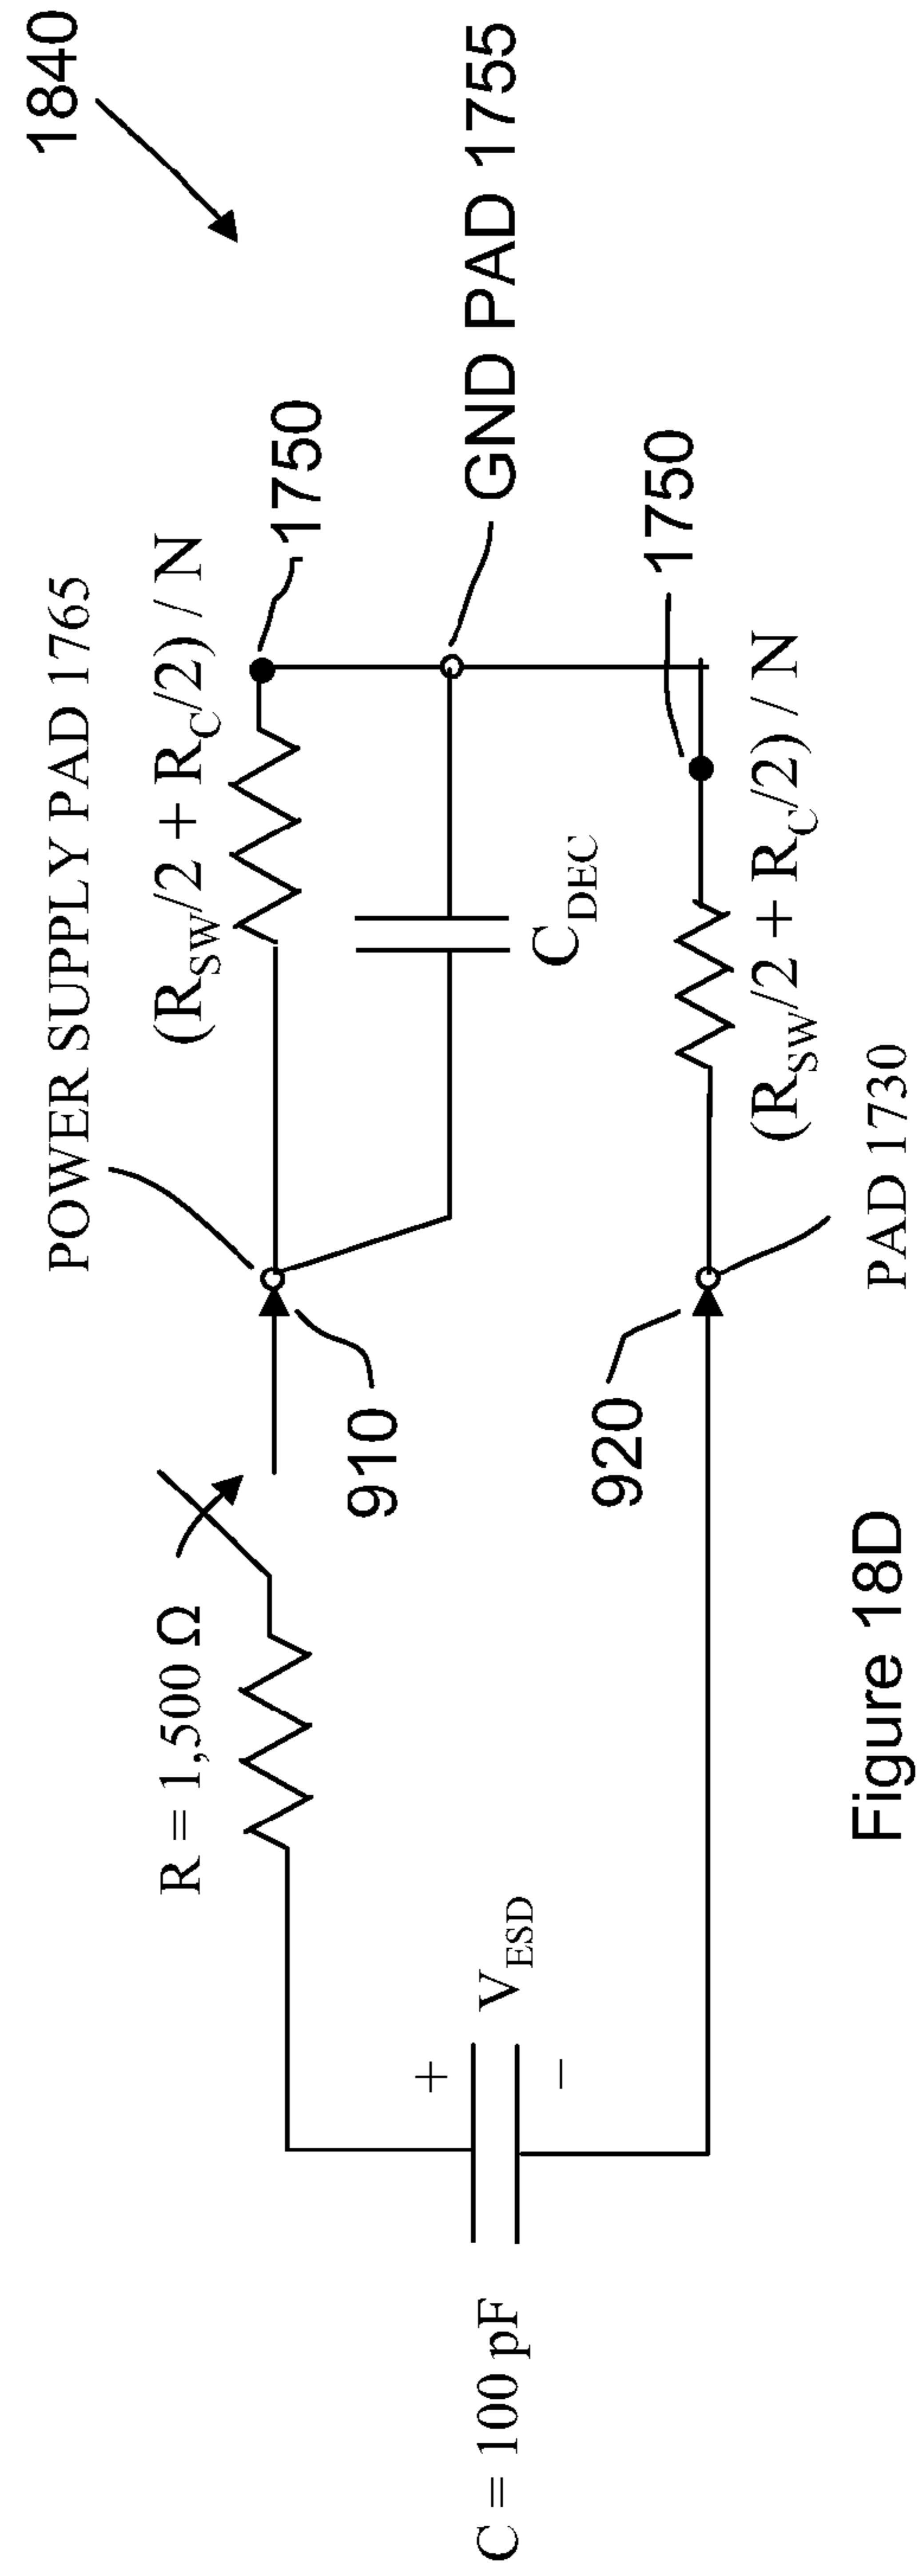 1840
POWER SUPPLY PAD 1765
(R_SW/2 + R_C/2) / N
R = 1,500 Ω
1750
910
GND PAD 1755
C_DEC
+
V_ESD
−
C = 100 pF
1750
920
(R_SW/2 + R_C/2) / N
PAD 1730
Figure 18D